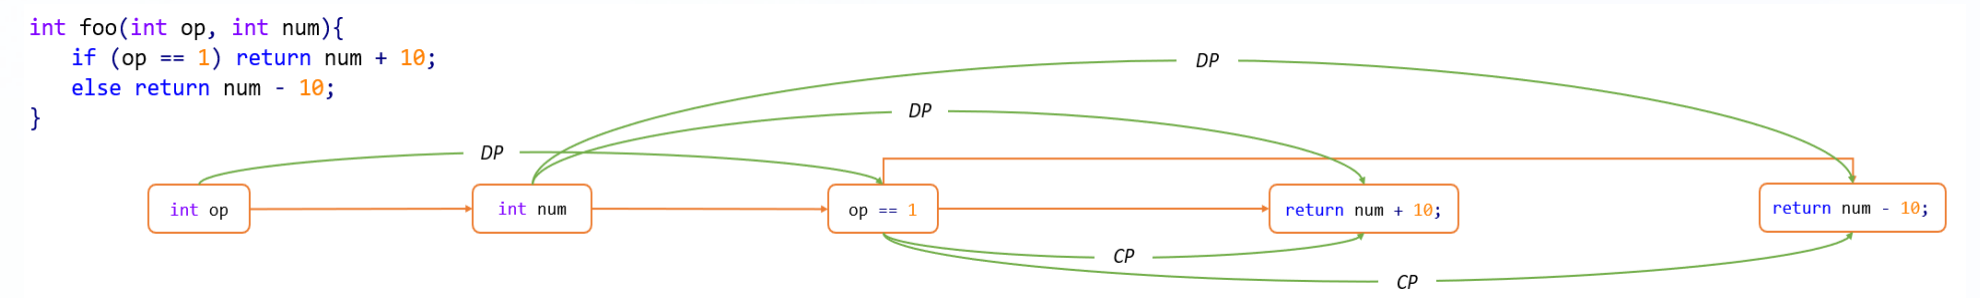 int foo(int op, int num){
if (op == 1) return num + 10;
else return num - 10;
}
DP
DP
DP
int op
int num
op == 1
return num + 10;
return num - 10;
CP
CP